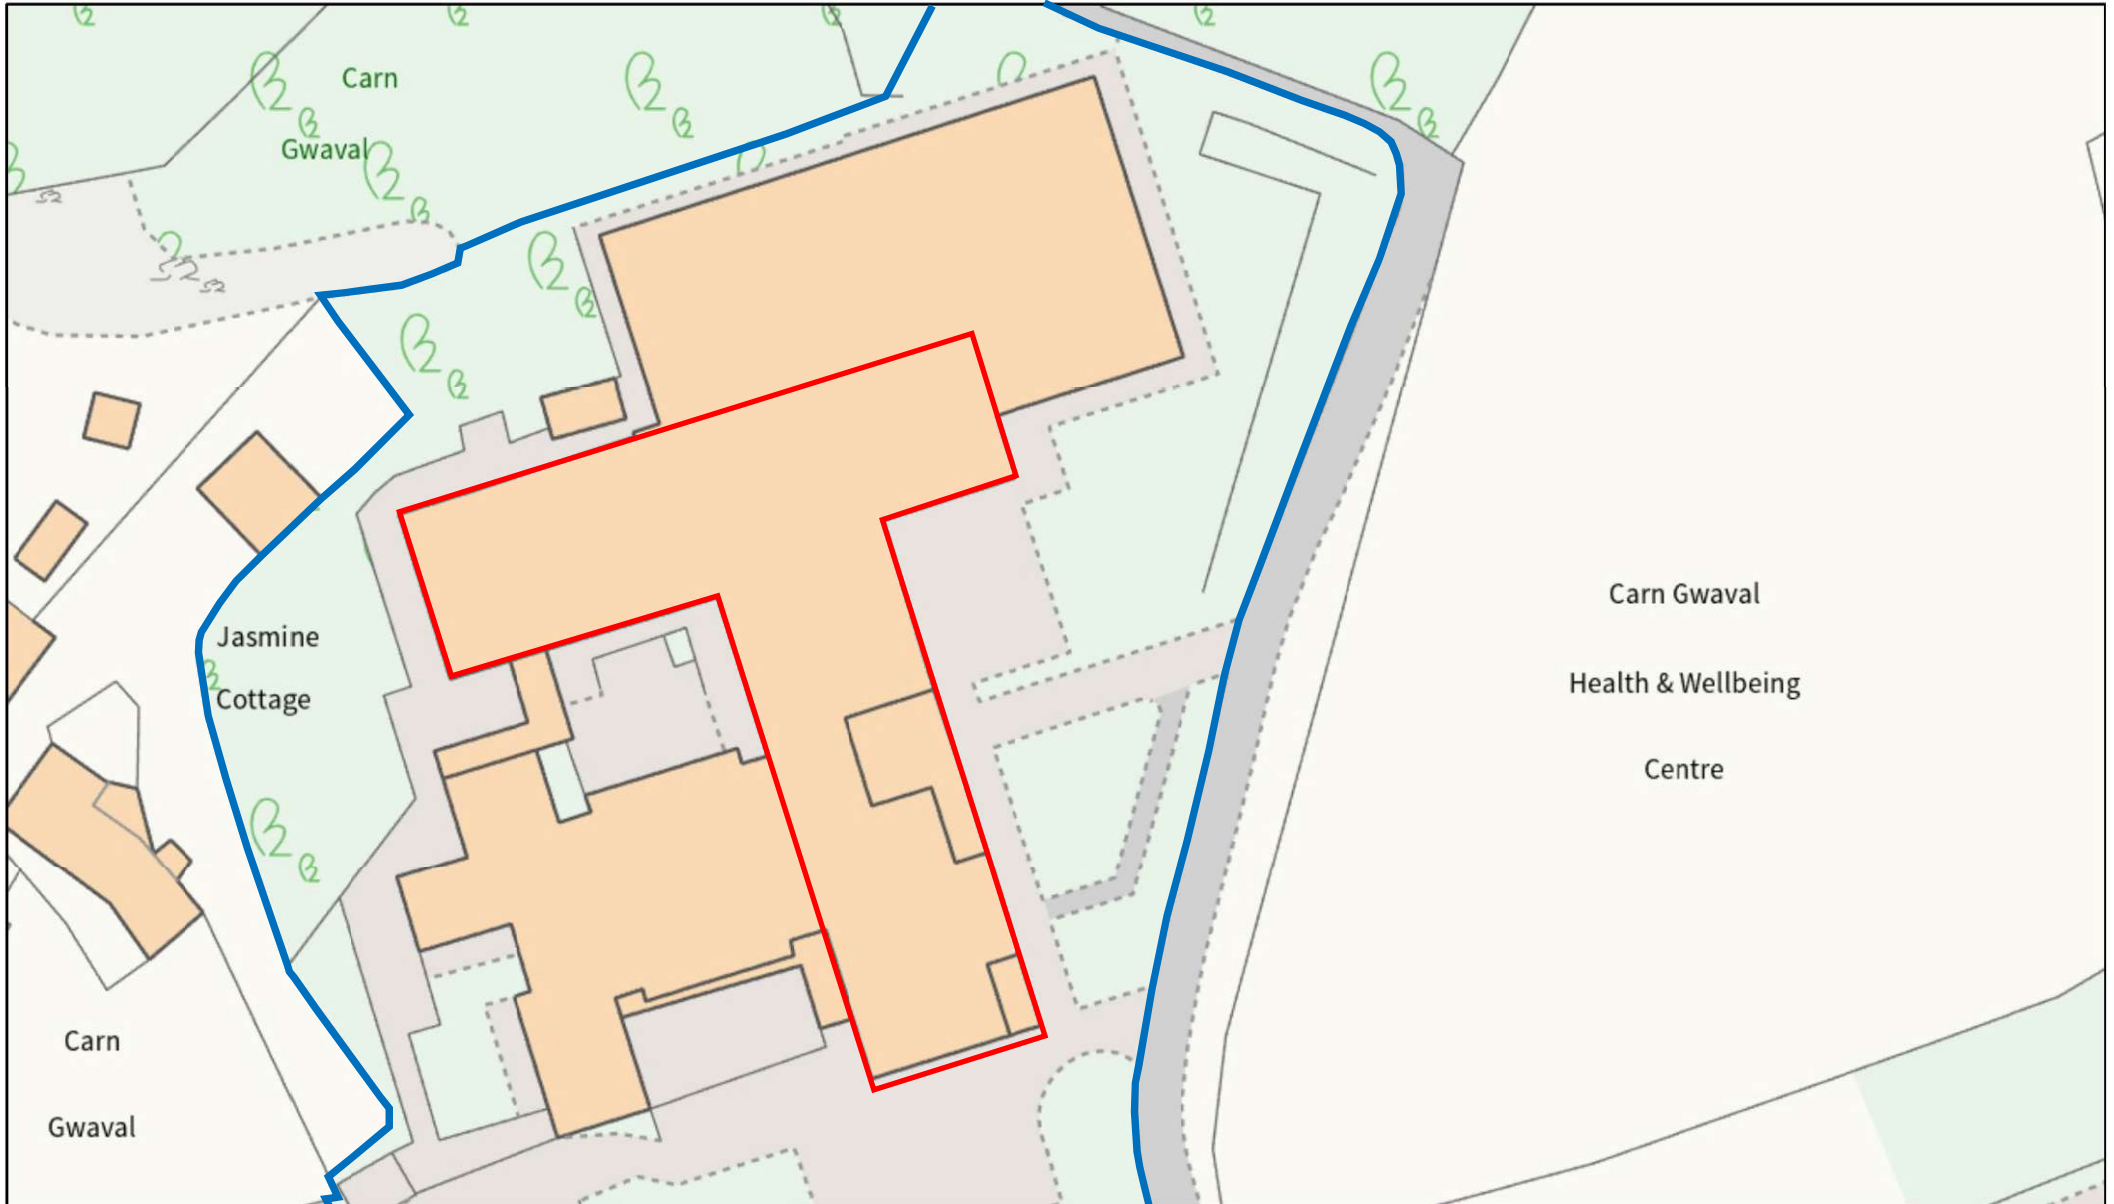 Carn
Gwaval
Jasmine
Cottage
Carn Gwaval
Health & Wellbeing
Centre
Carn
Gwaval